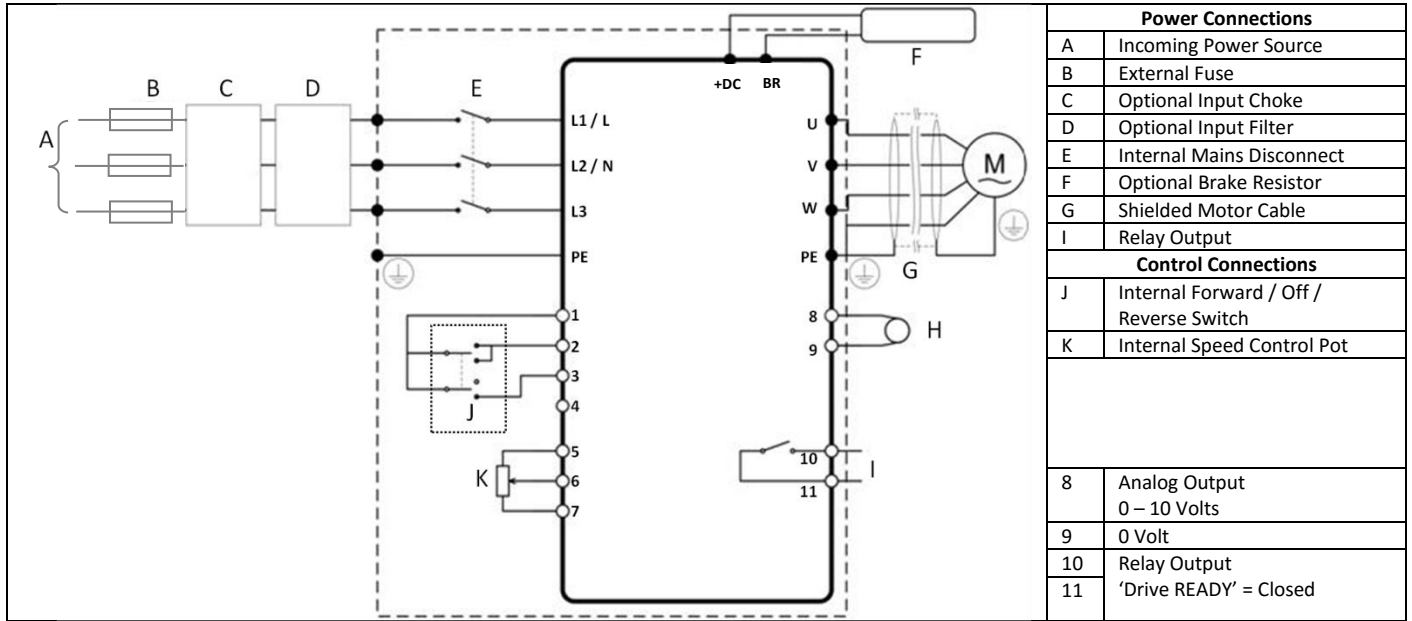 B
C
D
E
A
F
+DC BR
L1 / L
L2 / N
L3
PE
U
V
W
PE
M
G
1
2
3
4
5
6
7
J
K
8
9
H
10
11
I
Power Connections
A Incoming Power Source
B External Fuse
C Optional Input Choke
D Optional Input Filter
E Internal Mains Disconnect
F Optional Brake Resistor
G Shielded Motor Cable
I Relay Output
Control Connections
J Internal Forward / Off /
Reverse Switch
K Internal Speed Control Pot
8 Analog Output
0 – 10 Volts
9 0 Volt
10 Relay Output
11 ‘Drive READY’ = Closed